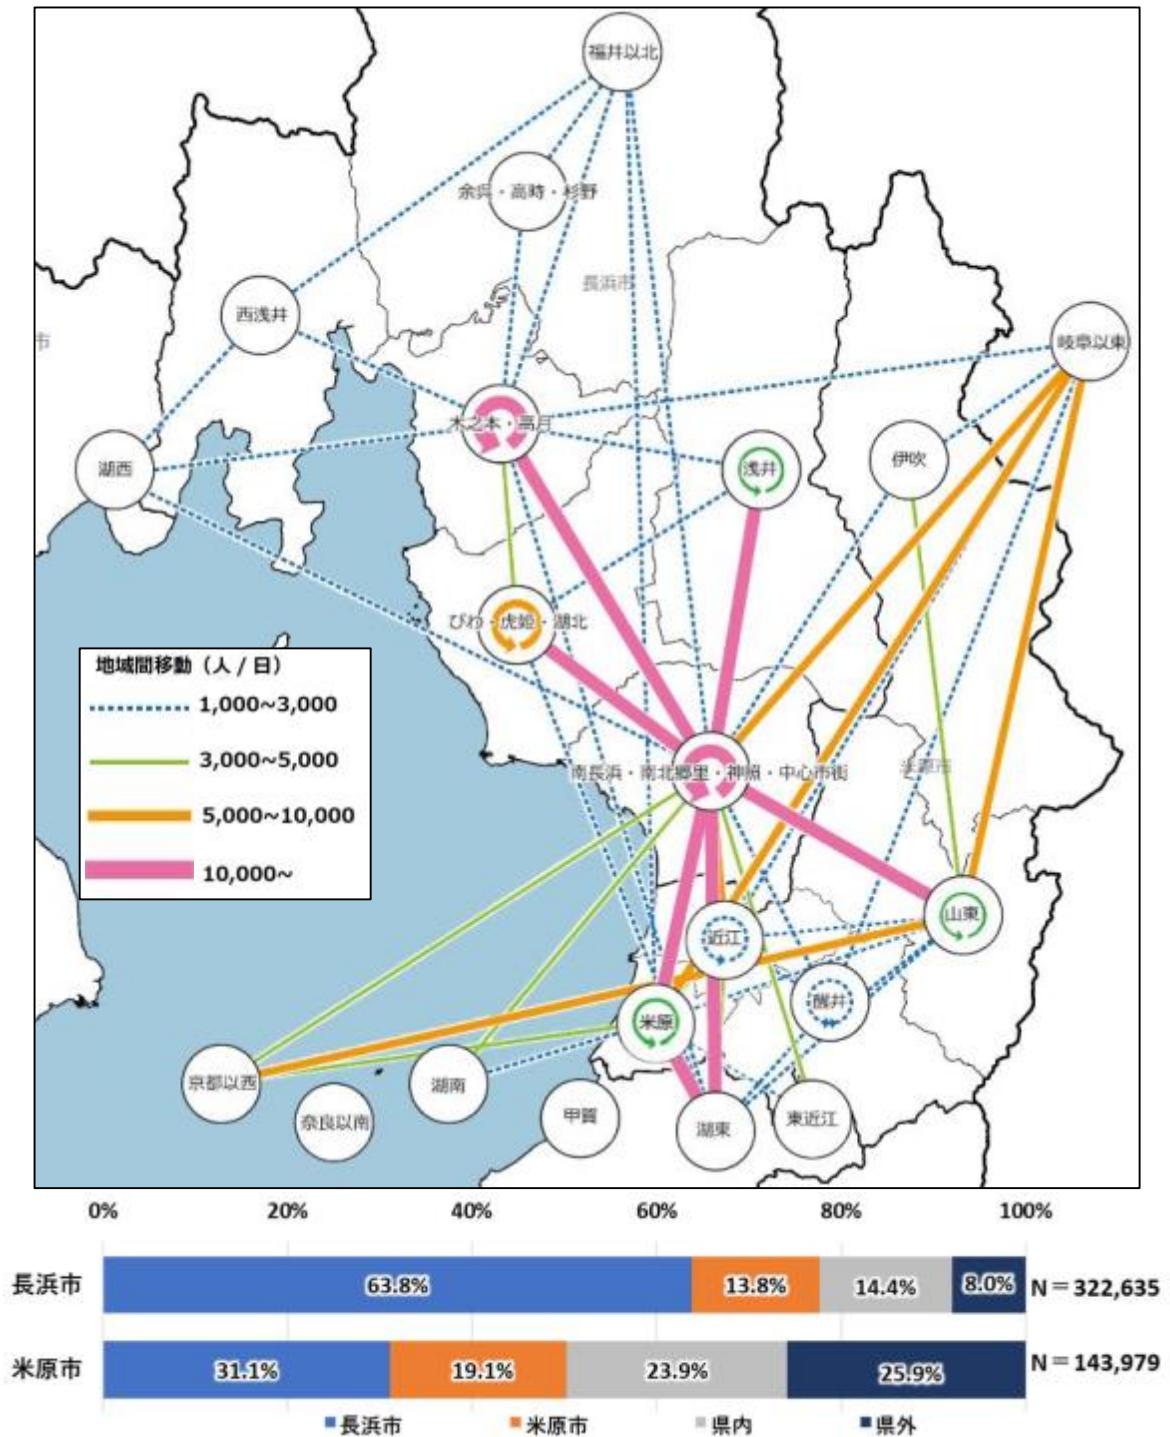 福井以北
余呉・高時・杉野
長浜市
西浅井
岐阜以東
市
木之本・高月
湖西
浅井
伊吹
びわ・虎姫・湖北
地域間移動（人 / 日）
1,000~3,000
3,000~5,000
5,000~10,000
10,000~
南長浜・南北郷里・神照・中心市街
米原市
山東
近江
醒井
米原
京都以西
湖南
奈良以南
甲賀
湖東
東近江
0% 20% 40% 60% 80% 100%
長浜市 63.8% 13.8% 14.4% 8.0% N＝322,635
米原市 31.1% 19.1% 23.9% 25.9% N＝143,979
長浜市 米原市 県内 県外